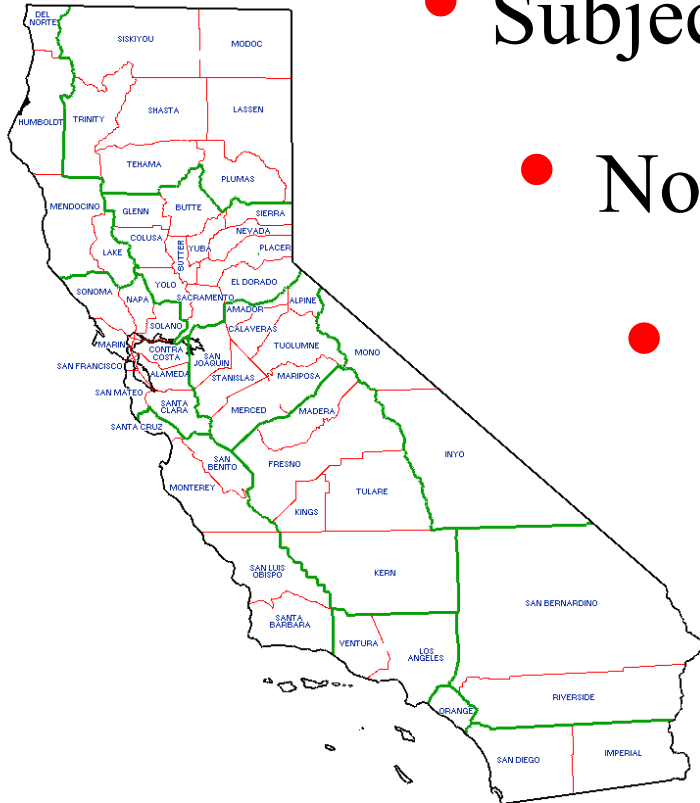 Subjec
No
DEL
NORTE
SISKIYOU
MODOC
HUMBOLDT
TRINITY
SHASTA
LASSEN
TEHAMA
PLUMAS
MENDOCINO
GLENN
BUTTE
SIERRA
COLUSA
NEVADA
LAKE
SUTTER
YUBA
PLACER
SONOMA
NAPA
YOLO
EL DORADO
SACRAMENTO
ALPINE
AMADOR
SOLANO
CALAVERAS
MARIN
CONTRA
COSTA
SAN
JOAQUIN
TUOLUMNE
MONO
SAN FRANCISCO
ALAMEDA
STANISLAS
MARIPOSA
SAN MATEO
SANTA
CLARA
MERCED
MADERA
SANTA CRUZ
SAN
BENITO
FRESNO
INYO
MONTEREY
KINGS
TULARE
SAN LUIS
OBISPO
KERN
SAN BERNARDINO
SANTA
BARBARA
VENTURA
LOS
ANGELES
ORANGE
RIVERSIDE
SAN DIEGO
IMPERIAL